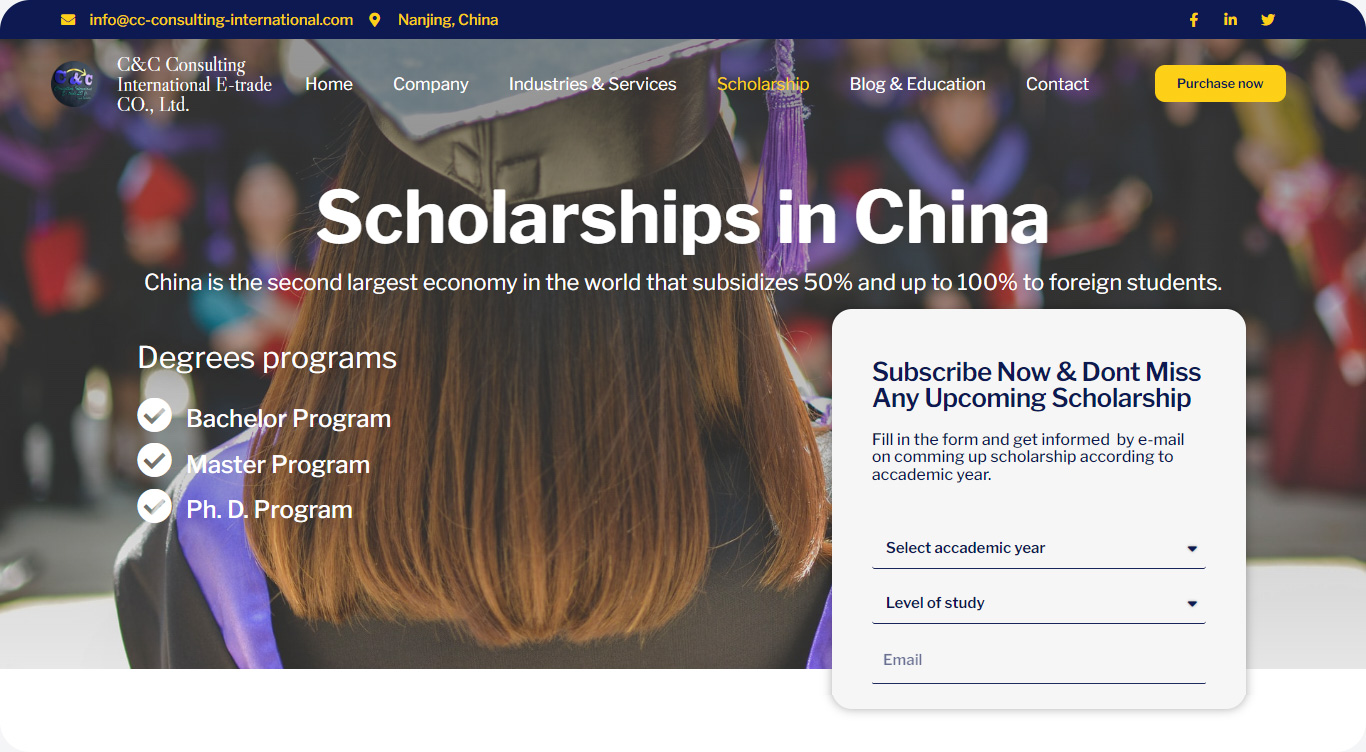 info@cc-consulting-international.com Nanjing, China
C&C Consulting
International E-trade
CO., Ltd.
Home Company Industries & Services Scholarship Blog & Education Contact Purchase now
Scholarships in China
China is the second largest economy in the world that subsidizes 50% and up to 100% to foreign students.
Degrees programs
Bachelor Program
Master Program
Ph. D. Program
Subscribe Now & Dont Miss
Any Upcoming Scholarship
Fill in the form and get informed by e-mail
on comming up scholarship according to
accademic year.
Select accademic year
Level of study
Email